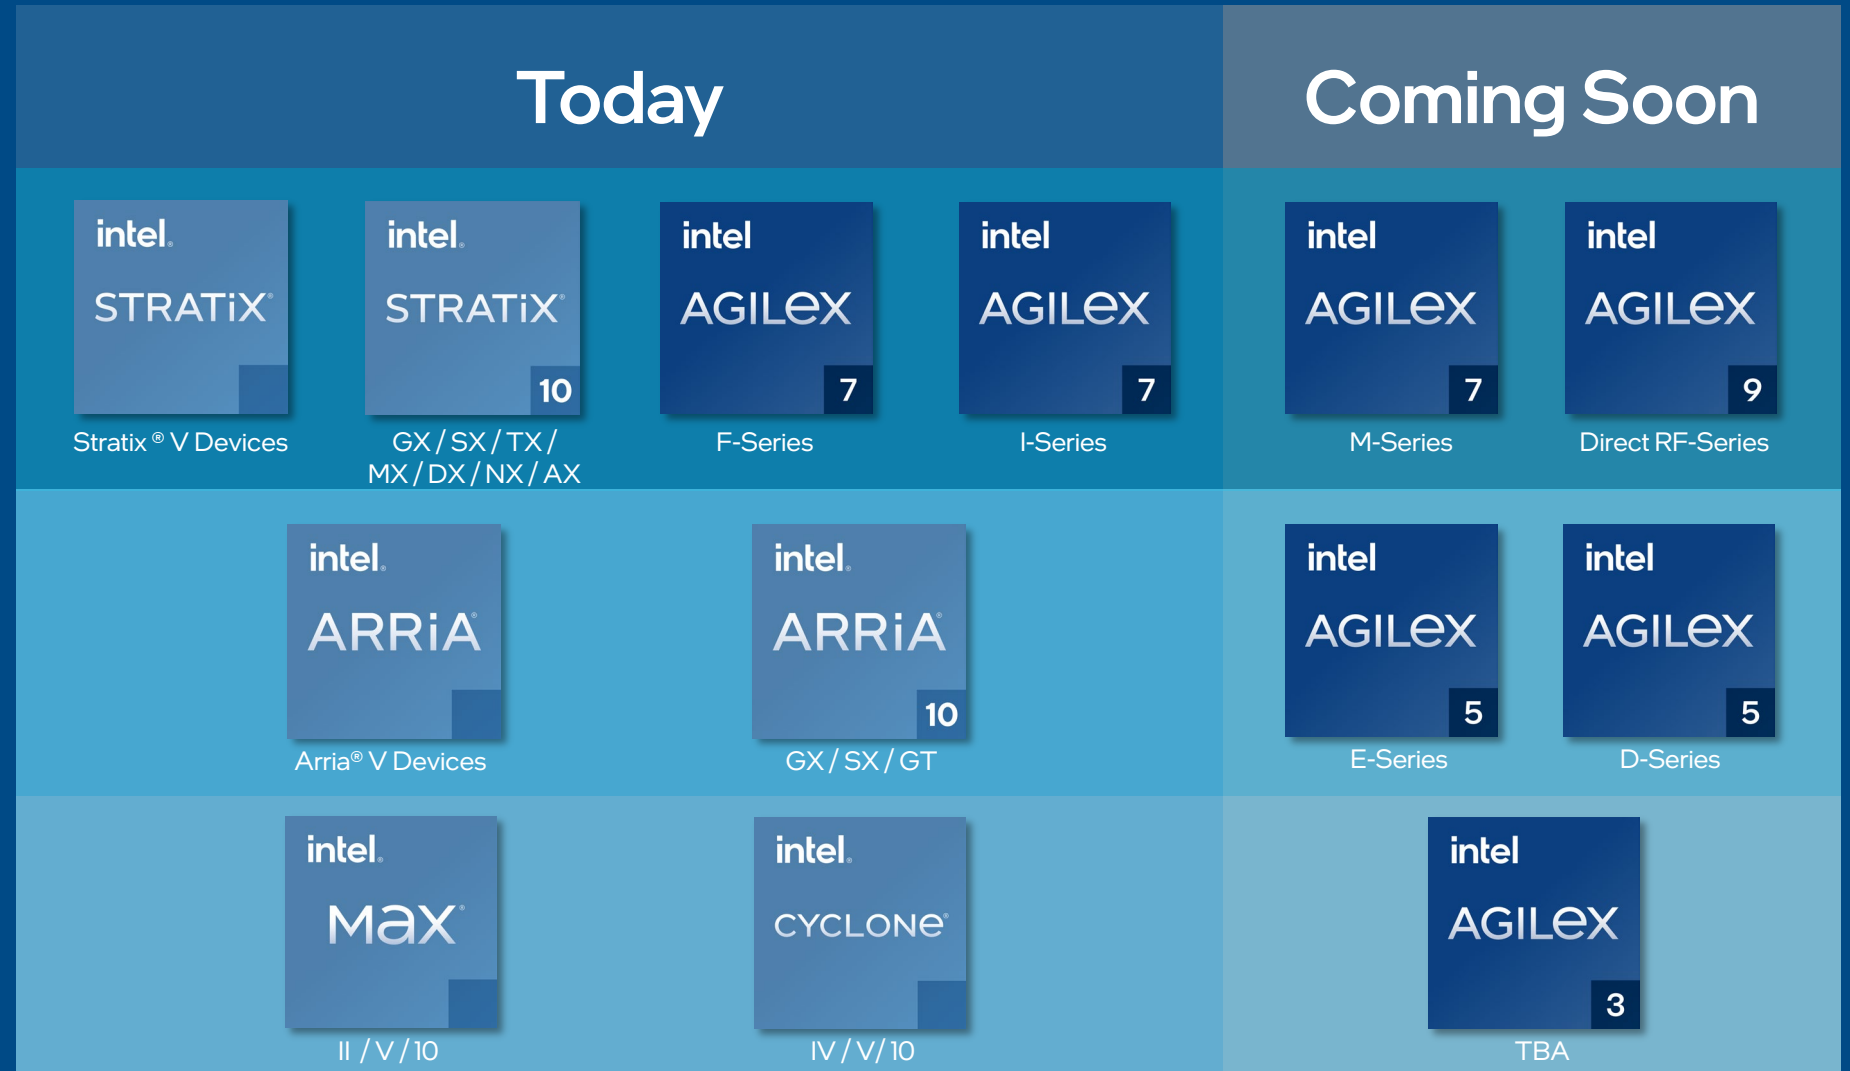 Today
Coming Soon
intel.
STRATiX®
Stratix® V Devices
intel.
STRATiX®
10
GX / SX / TX /
MX / DX / NX / AX
intel
AGILeX
7
F-Series
intel
AGILeX
7
I-Series
intel
AGILeX
7
M-Series
intel
AGILeX
9
Direct RF-Series
intel.
ARRiA®
Arria® V Devices
intel.
ARRiA®
10
GX / SX / GT
intel
AGILeX
5
E-Series
intel
AGILeX
5
D-Series
intel.
Max®
II / V / 10
intel.
CYCLONe®
IV / V/ 10
intel
AGILeX
3
TBA